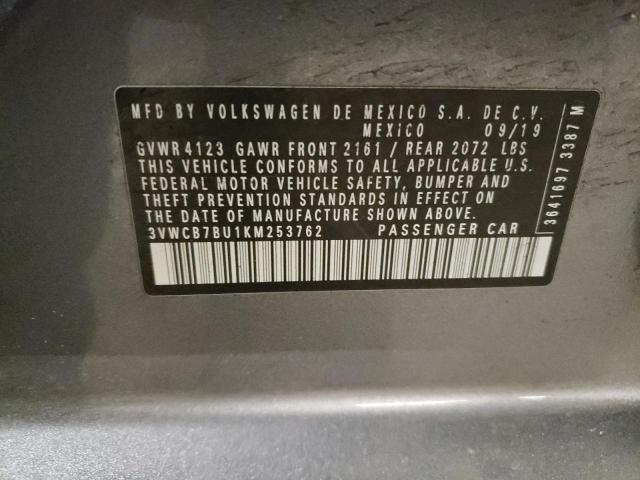 MFD BY VOLKSWAGEN DE MEXICO S.A. DE C.V.
MEXICO 09/19
GVWR 4123 GAWR FRONT 2161 / REAR 2072 LBS
THIS VEHICLE CONFORMS TO ALL APPLICABLE U.S.
FEDERAL MOTOR VEHICLE SAFETY, BUMPER AND
THEFT PREVENTION STANDARDS IN EFFECT ON
THE DATE OF MANUFACTURE SHOWN ABOVE.
3VWCB7BU1KM253762 PASSENGER CAR
3641697 3387 M